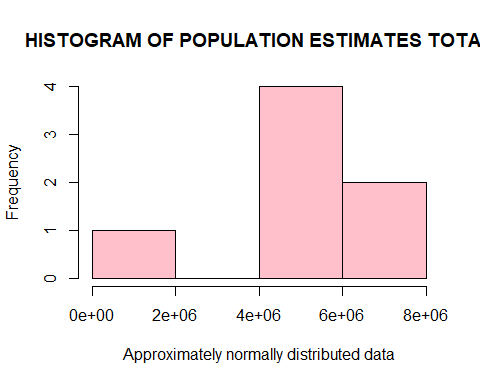 HISTOGRAM OF POPULATION ESTIMATES TOTA
Frequency
4
3
2
1
0
0e+00 2e+06 4e+06 6e+06 8e+06
Approximately normally distributed data